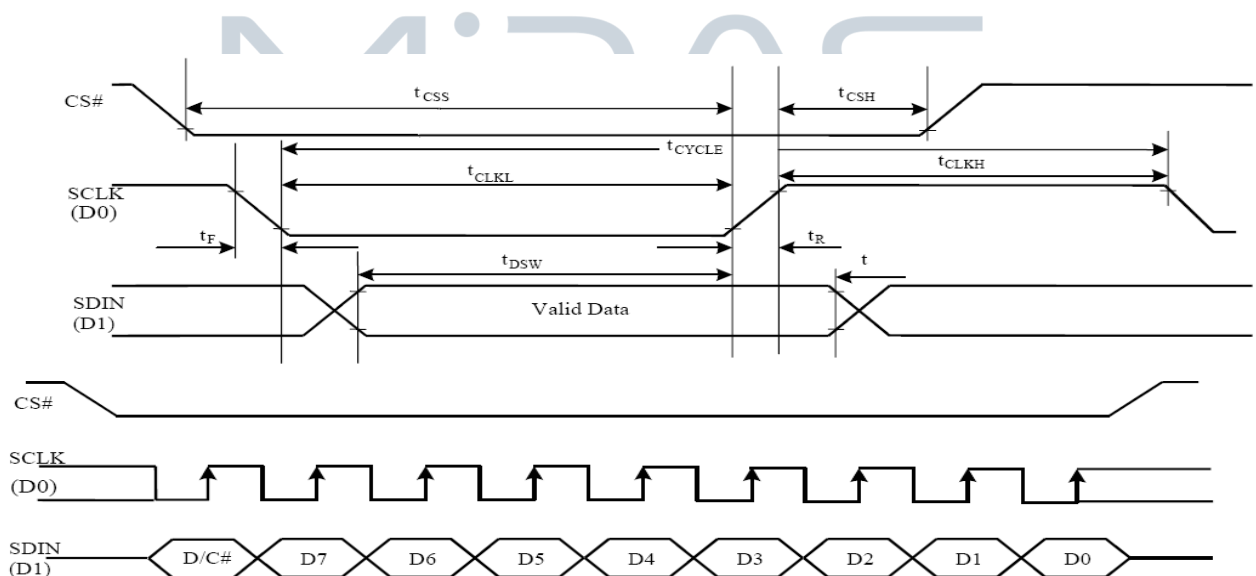 CS#
tCSS
tCSH
tCYCLE
tCLKL
tCLKH
SCLK
(D0)
tF
tR
tDSW
t
SDIN
(D1)
Valid Data
CS#
SCLK
(D0)
SDIN
(D1)
D/C# D7 D6 D5 D4 D3 D2 D1 D0